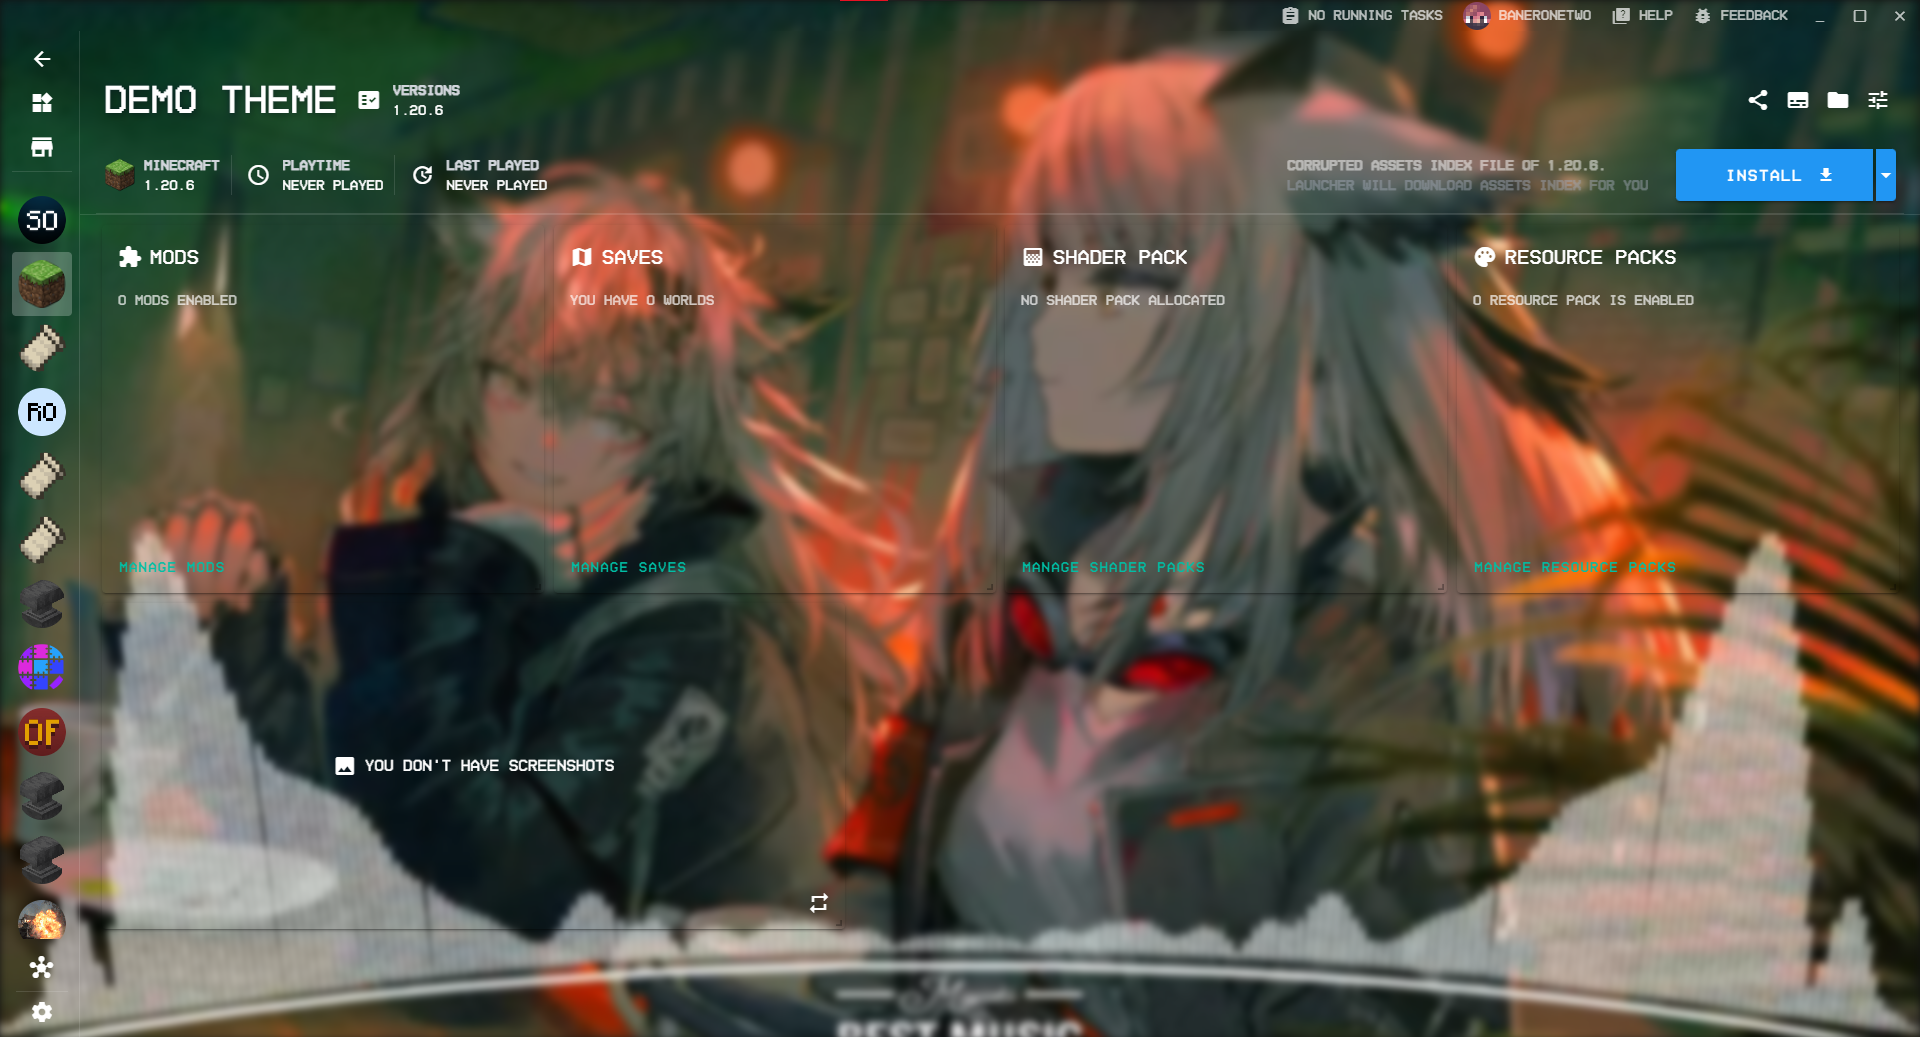 NO RUNNING TASKS
BANERONETWO
HELP
FEEDBACK
DEMO THEME
VERSIONS
1.20.6
MINECRAFT
1.20.6
PLAYTIME
NEVER PLAYED
LAST PLAYED
NEVER PLAYED
CORRUPTED ASSETS INDEX FILE OF 1.20.6.
LAUNCHER WILL DOWNLOAD ASSETS INDEX FOR YOU
INSTALL
SO
RO
OF
MODS
0 MODS ENABLED
MANAGE MODS
SAVES
YOU HAVE 0 WORLDS
MANAGE SAVES
SHADER PACK
NO SHADER PACK ALLOCATED
MANAGE SHADER PACKS
RESOURCE PACKS
0 RESOURCE PACK IS ENABLED
MANAGE RESOURCE PACKS
YOU DON'T HAVE SCREENSHOTS
BEST MUSIC